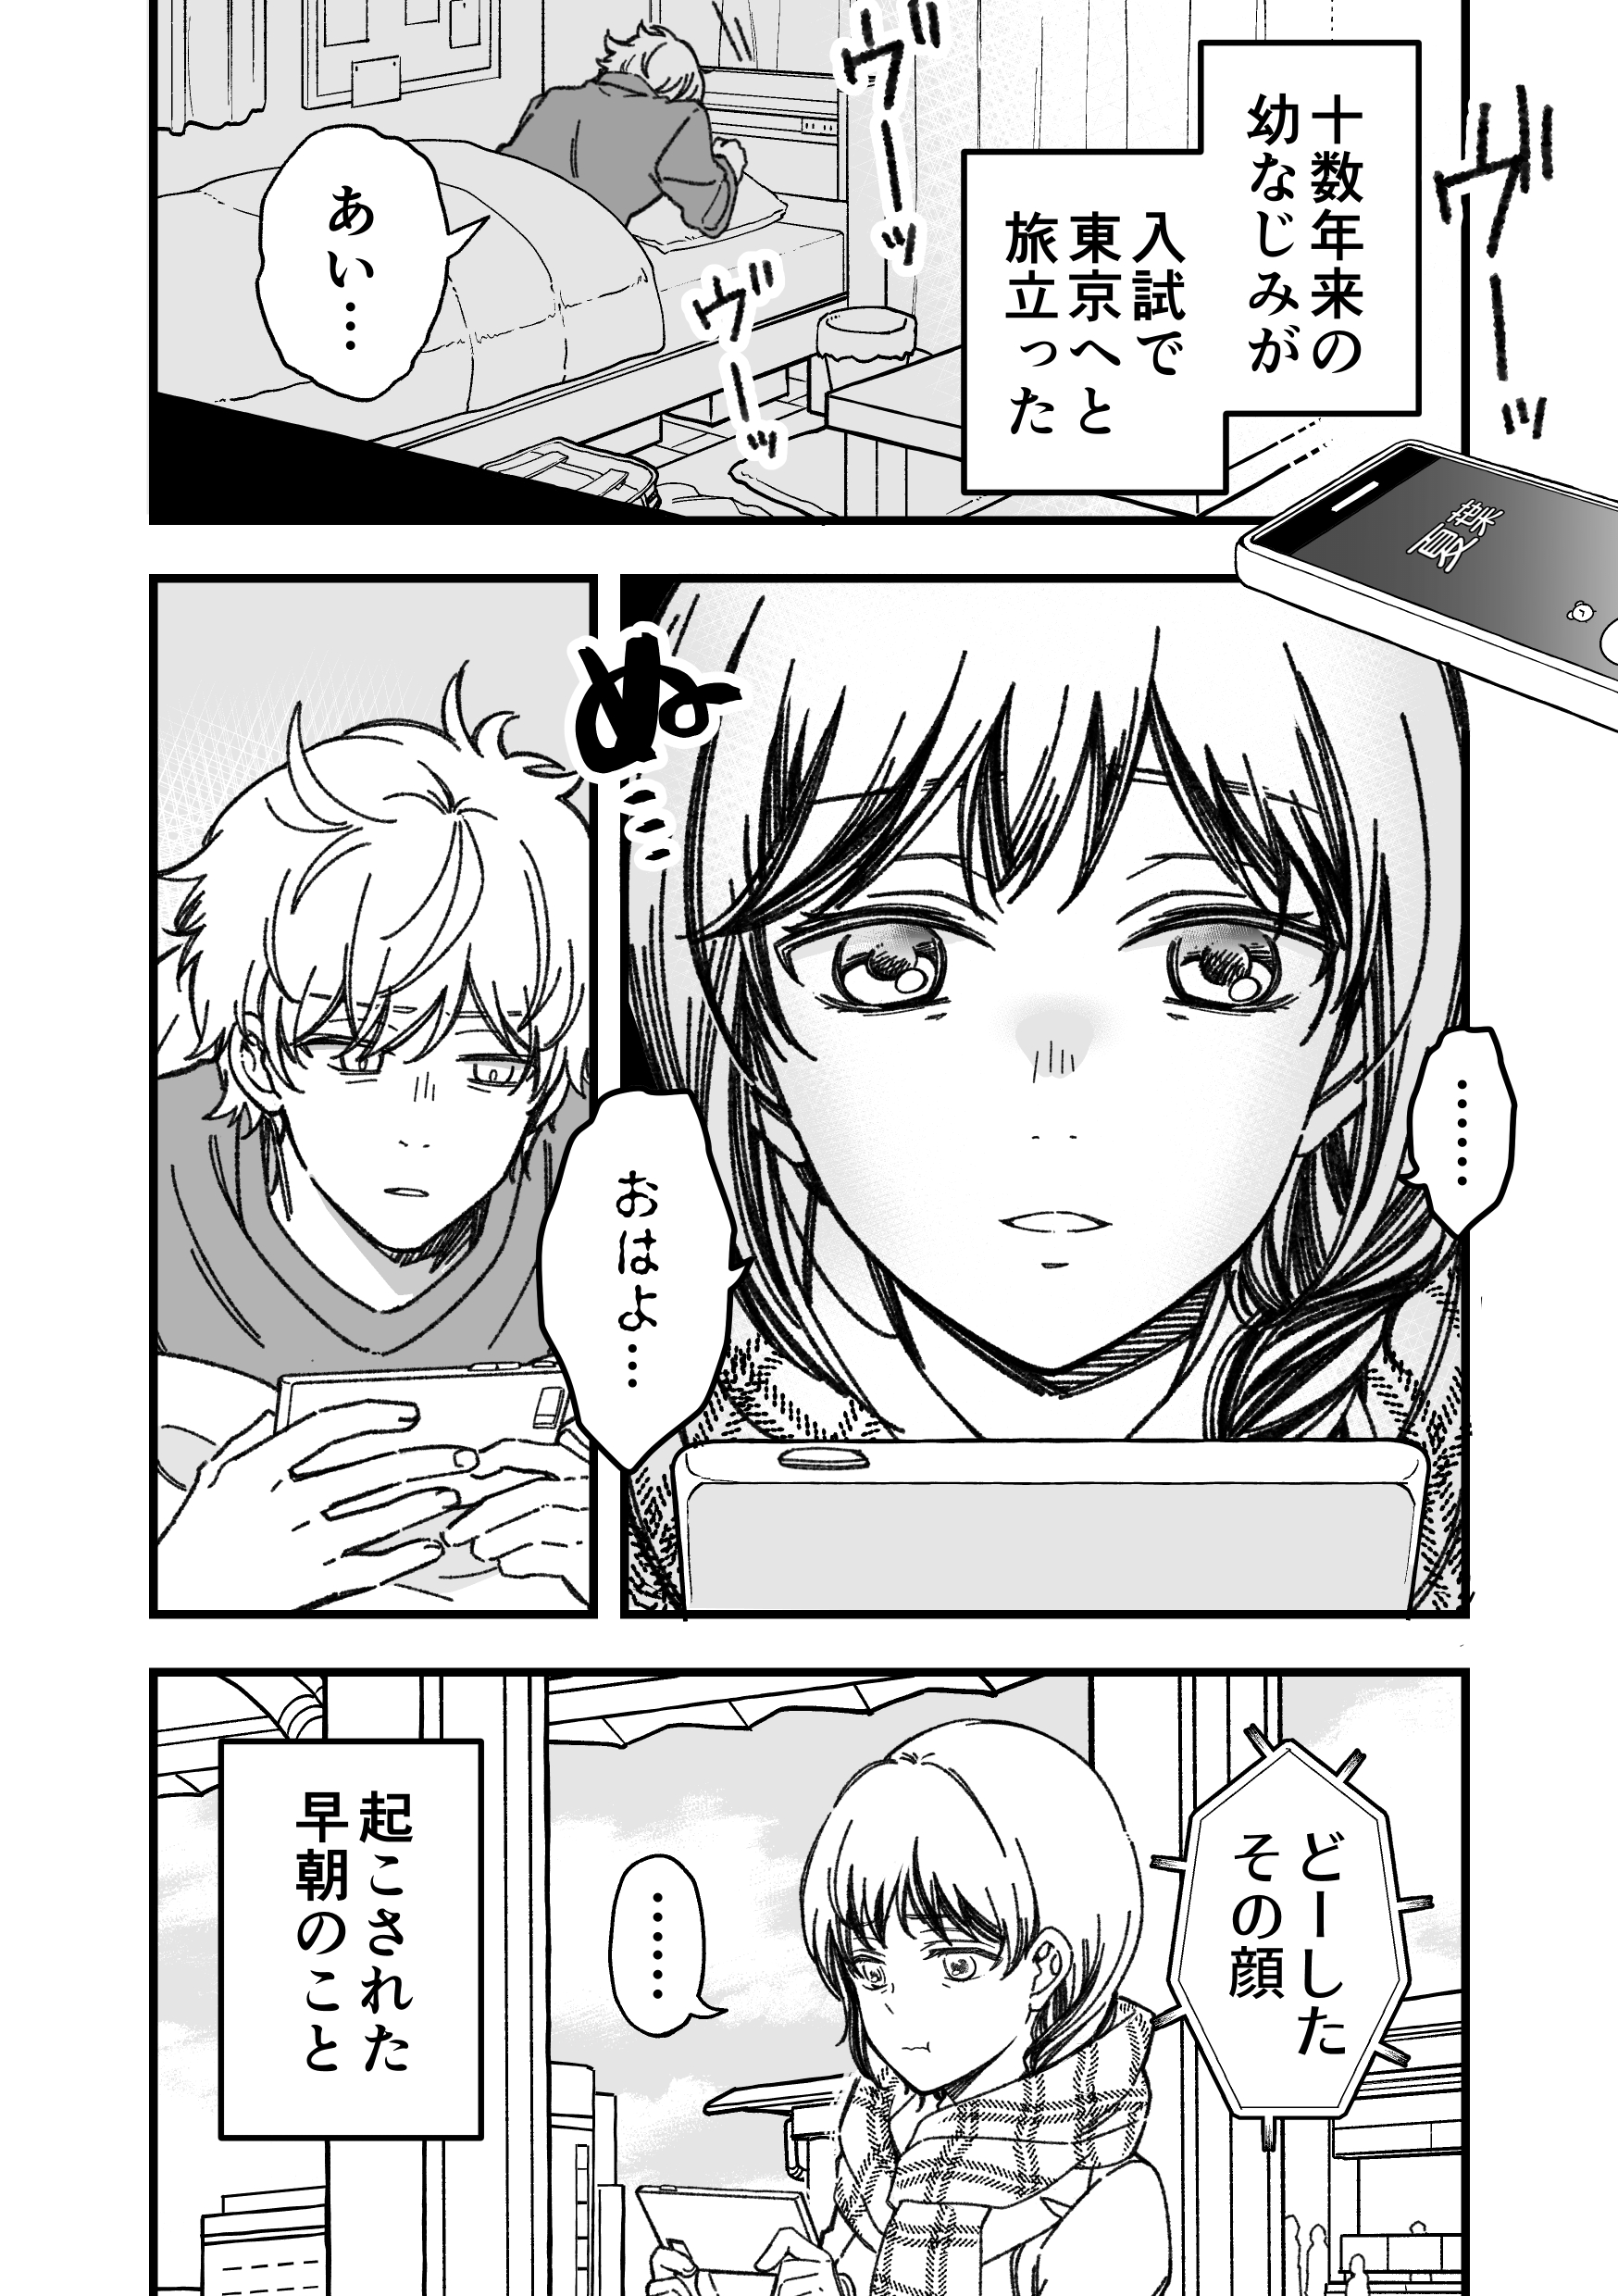 十数年来の
幼なじみが
入試で
東京へと
旅立った
ヴーーッ
ヴーーッ
ヴーッ
あい…
夏葉
……
ぬ…
おはよ…
どーした
その顔
……
起こされた
早朝のこと